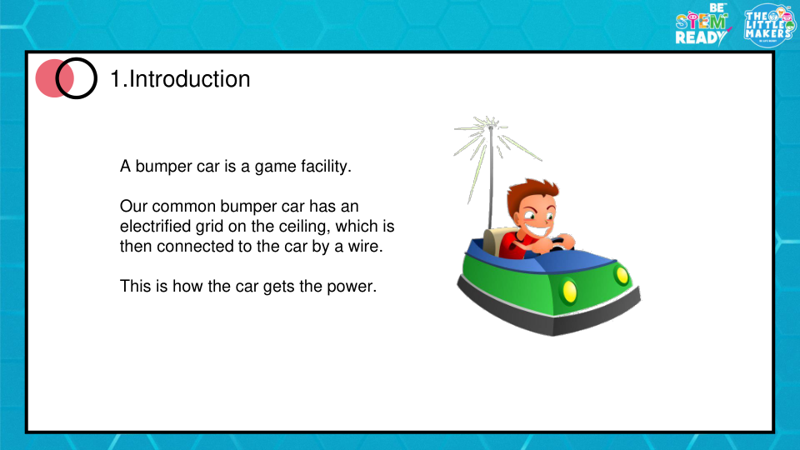 BE
STEM
READY
THE
LITTLE
MAKERS
1.Introduction
A bumper car is a game facility.
Our common bumper car has an
electrified grid on the ceiling, which is
then connected to the car by a wire.
This is how the car gets the power.